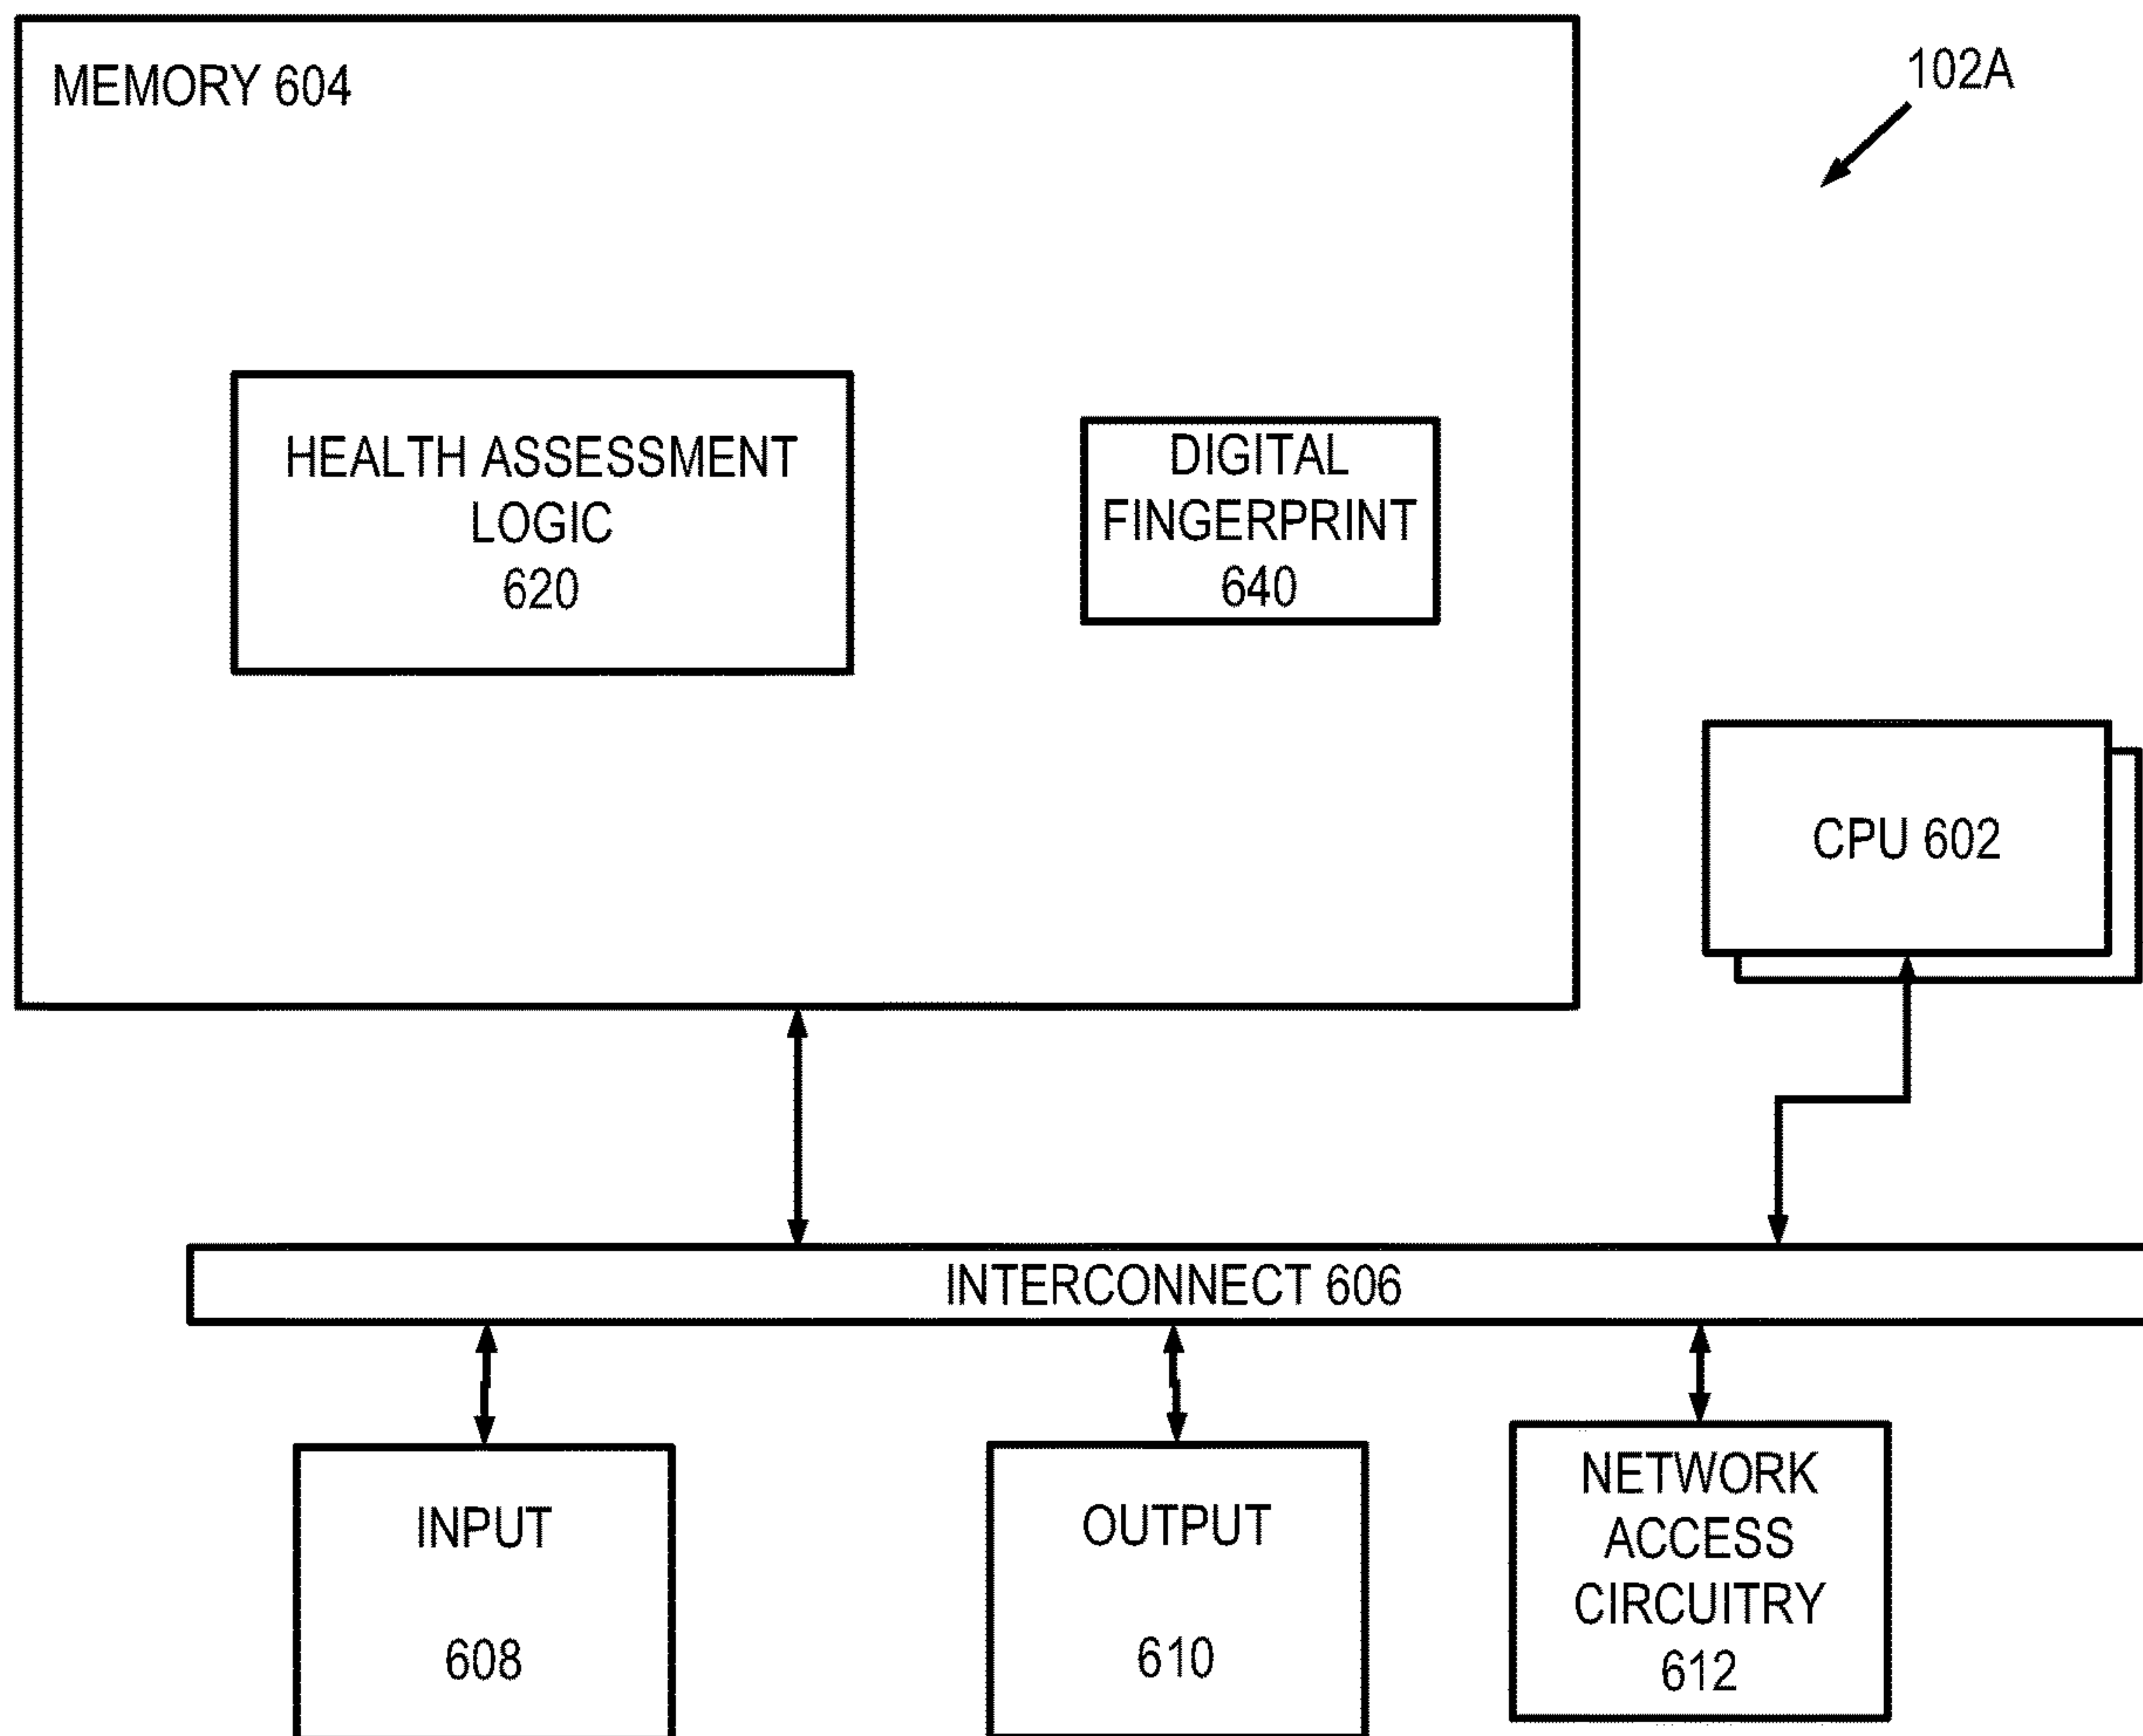 MEMORY 604
102A
HEALTH ASSESSMENT
LOGIC
620
DIGITAL
FINGERPRINT
640
CPU 602
INTERCONNECT 606
INPUT
608
OUTPUT
610
NETWORK
ACCESS
CIRCUITRY
612